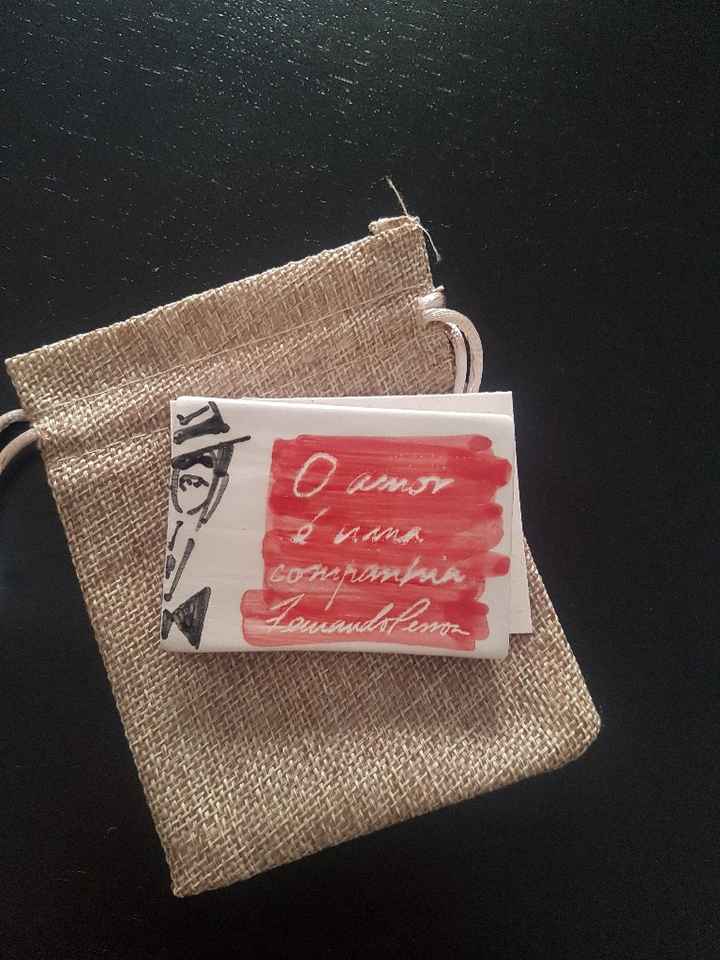 O amor
é uma
companhia
Fernando Pessoa